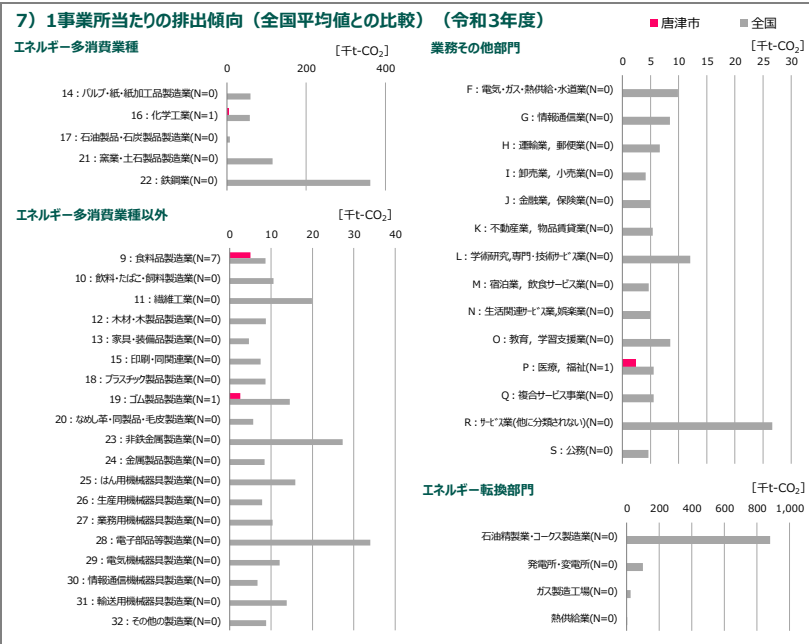 7）1事業所当たりの排出傾向（全国平均値との比較）（令和3年度）
唐津市 全国
エネルギー多消費業種
[千t-CO₂]
0 200 400
14：パルプ・紙・紙加工品製造業(N=0)
16：化学工業(N=1)
17：石油製品・石炭製品製造業(N=0)
21：窯業・土石製品製造業(N=0)
22：鉄鋼業(N=0)
エネルギー多消費業種以外
[千t-CO₂]
0 10 20 30 40
9：食料品製造業(N=7)
10：飲料・たばこ・飼料製造業(N=0)
11：繊維工業(N=0)
12：木材・木製品製造業(N=0)
13：家具・装備品製造業(N=0)
15：印刷・同関連業(N=0)
18：プラスチック製品製造業(N=0)
19：ゴム製品製造業(N=1)
20：なめし革・同製品・毛皮製造業(N=0)
23：非鉄金属製造業(N=0)
24：金属製品製造業(N=0)
25：はん用機械器具製造業(N=0)
26：生産用機械器具製造業(N=0)
27：業務用機械器具製造業(N=0)
28：電子部品等製造業(N=0)
29：電気機械器具製造業(N=0)
30：情報通信機械器具製造業(N=0)
31：輸送用機械器具製造業(N=0)
32：その他の製造業(N=0)
業務その他部門
[千t-CO₂]
0 5 10 15 20 25 30
F：電気・ガス・熱供給・水道業(N=0)
G：情報通信業(N=0)
H：運輸業，郵便業(N=0)
I：卸売業，小売業(N=0)
J：金融業，保険業(N=0)
K：不動産業，物品賃貸業(N=0)
L：学術研究,専門・技術サービス業(N=0)
M：宿泊業，飲食サービス業(N=0)
N：生活関連サービス業,娯楽業(N=0)
O：教育，学習支援業(N=0)
P：医療，福祉(N=1)
Q：複合サービス事業(N=0)
R：サービス業(他に分類されない)(N=0)
S：公務(N=0)
エネルギー転換部門
[千t-CO₂]
0 200 400 600 800 1,000
石油精製業・コークス製造業(N=0)
発電所・変電所(N=0)
ガス製造工場(N=0)
熱供給業(N=0)